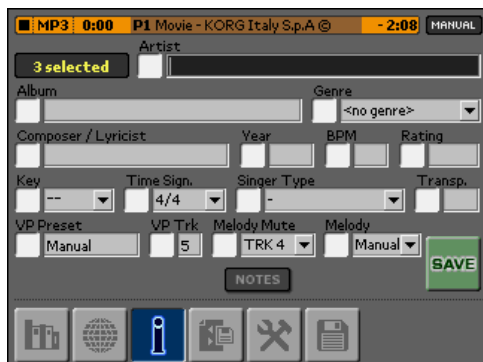 MP3 0:00 P1 Movie - KORG Italy S.p.A © - 2:08 MANUAL
Artist
3 selected
Album Genre
<no genre>
Composer / Lyricist Year BPM Rating
Key Time Sign. Singer Type Transp.
-- 4/4 -
VP Preset VP Trk Melody Mute Melody
Manual 5 TRK 4 Manual
SAVE
NOTES